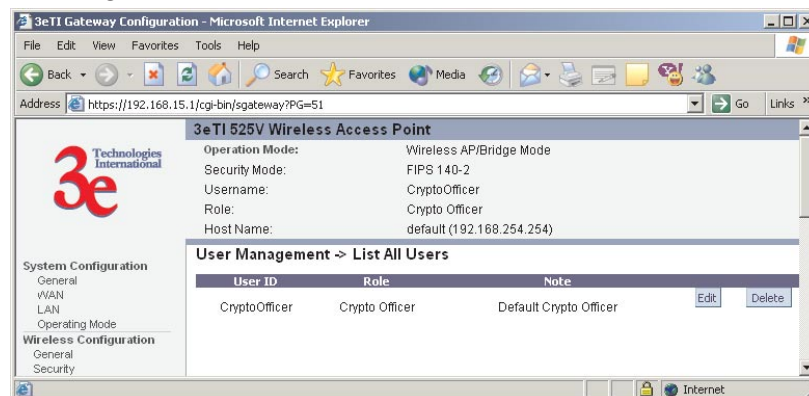 3eTI Gateway Configuration - Microsoft Internet Explorer
File Edit View Favorites Tools Help
Back Search Favorites Media
Address https://192.168.15.1/cgi-bin/sgateway?PG=51 Go Links »
3e Technologies International
3eTI 525V Wireless Access Point
Operation Mode: Wireless AP/Bridge Mode
Security Mode: FIPS 140-2
Username: CryptoOfficer
Role: Crypto Officer
Host Name: default (192.168.254.254)
User Management -> List All Users
User ID Role Note
CryptoOfficer Crypto Officer Default Crypto Officer Edit Delete
System Configuration
General
WAN
LAN
Operating Mode
Wireless Configuration
General
Security
Internet